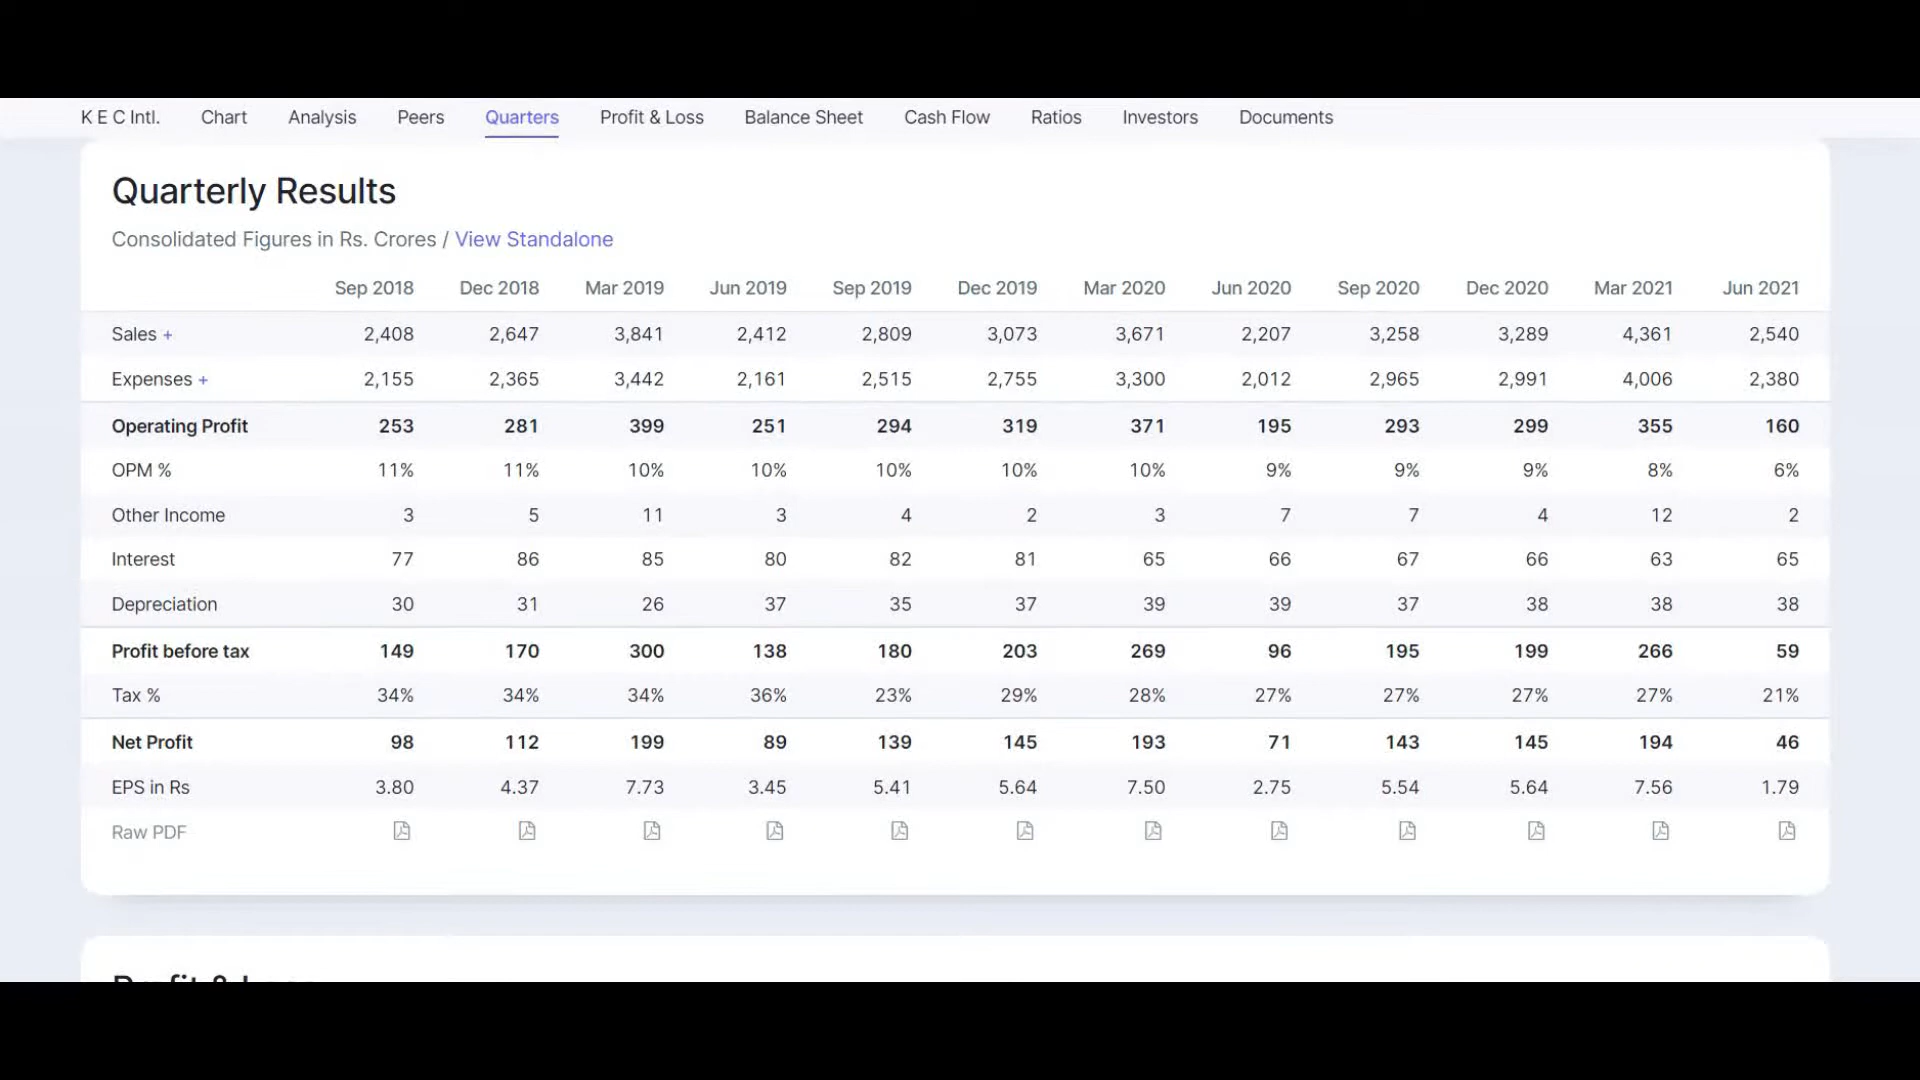 K E C Intl. Chart Analysis Peers Quarters Profit & Loss Balance Sheet Cash Flow Ratios Investors Documents
Quarterly Results
Consolidated Figures in Rs. Crores / View Standalone
Sep 2018 Dec 2018 Mar 2019 Jun 2019 Sep 2019 Dec 2019 Mar 2020 Jun 2020 Sep 2020 Dec 2020 Mar 2021 Jun 2021
Sales + 2,408 2,647 3,841 2,412 2,809 3,073 3,671 2,207 3,258 3,289 4,361 2,540
Expenses + 2,155 2,365 3,442 2,161 2,515 2,755 3,300 2,012 2,965 2,991 4,006 2,380
Operating Profit 253 281 399 251 294 319 371 195 293 299 355 160
OPM % 11% 11% 10% 10% 10% 10% 10% 9% 9% 9% 8% 6%
Other Income 3 5 11 3 4 2 3 7 7 4 12 2
Interest 77 86 85 80 82 81 65 66 67 66 63 65
Depreciation 30 31 26 37 35 37 39 39 37 38 38 38
Profit before tax 149 170 300 138 180 203 269 96 195 199 266 59
Tax % 34% 34% 34% 36% 23% 29% 28% 27% 27% 27% 27% 21%
Net Profit 98 112 199 89 139 145 193 71 143 145 194 46
EPS in Rs 3.80 4.37 7.73 3.45 5.41 5.64 7.50 2.75 5.54 5.64 7.56 1.79
Raw PDF